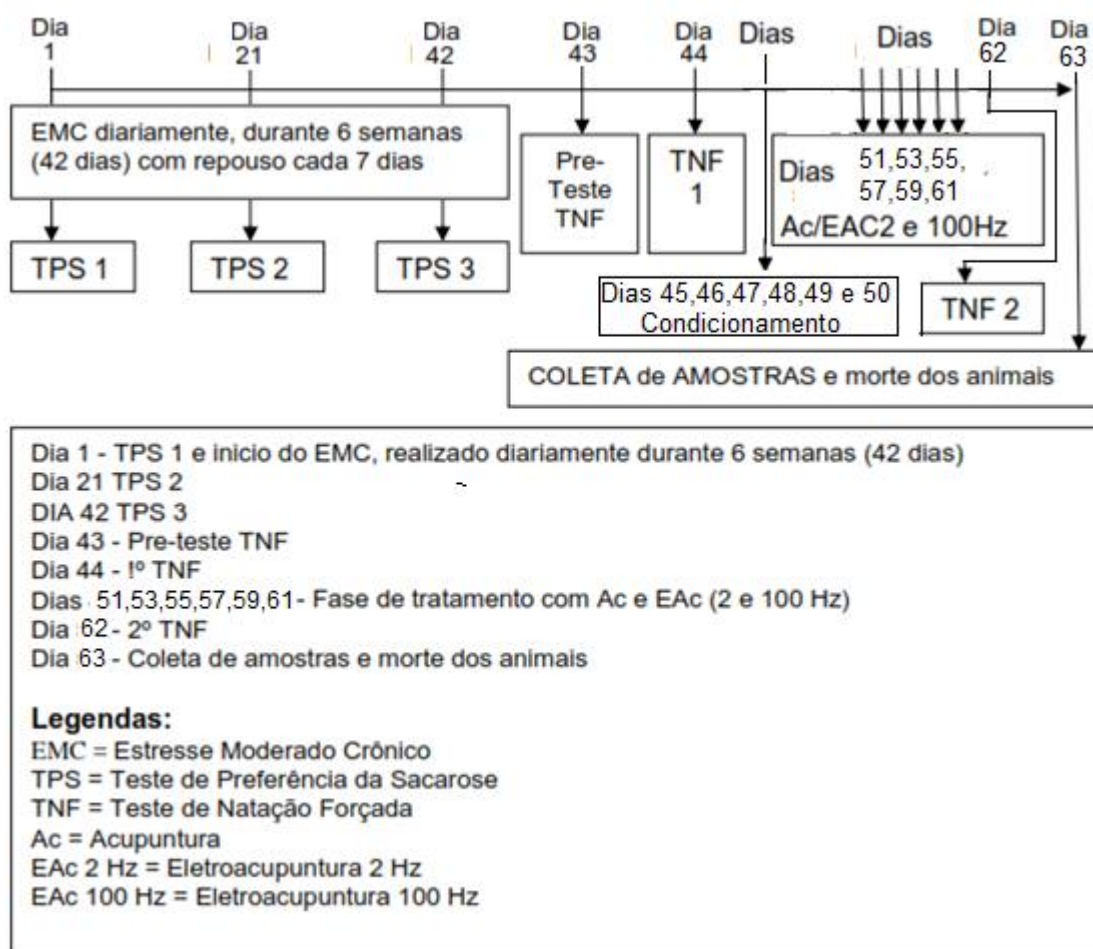 Dia
1
Dia
21
Dia
42
Dia
43
Dia
44
Dias
Dias
Dia
62
Dia
63
EMC diariamente, durante 6 semanas
(42 dias) com repouso cada 7 dias
Pre-
Teste
TNF
TNF
1
Dias 51,53,55,
57,59,61
Ac/EAC2 e 100Hz
TPS 1
TPS 2
TPS 3
Dias 45,46,47,48,49 e 50
Condicionamento
TNF 2
COLETA de AMOSTRAS e morte dos animais
Dia 1 - TPS 1 e inicio do EMC, realizado diariamente durante 6 semanas (42 dias)
Dia 21 TPS 2
DIA 42 TPS 3
Dia 43 - Pre-teste TNF
Dia 44 - !º TNF
Dias 51,53,55,57,59,61- Fase de tratamento com Ac e EAc (2 e 100 Hz)
Dia 62 - 2º TNF
Dia 63 - Coleta de amostras e morte dos animais
Legendas:
EMC = Estresse Moderado Crônico
TPS = Teste de Preferência da Sacarose
TNF = Teste de Natação Forçada
Ac = Acupuntura
EAc 2 Hz = Eletroacupuntura 2 Hz
EAc 100 Hz = Eletroacupuntura 100 Hz